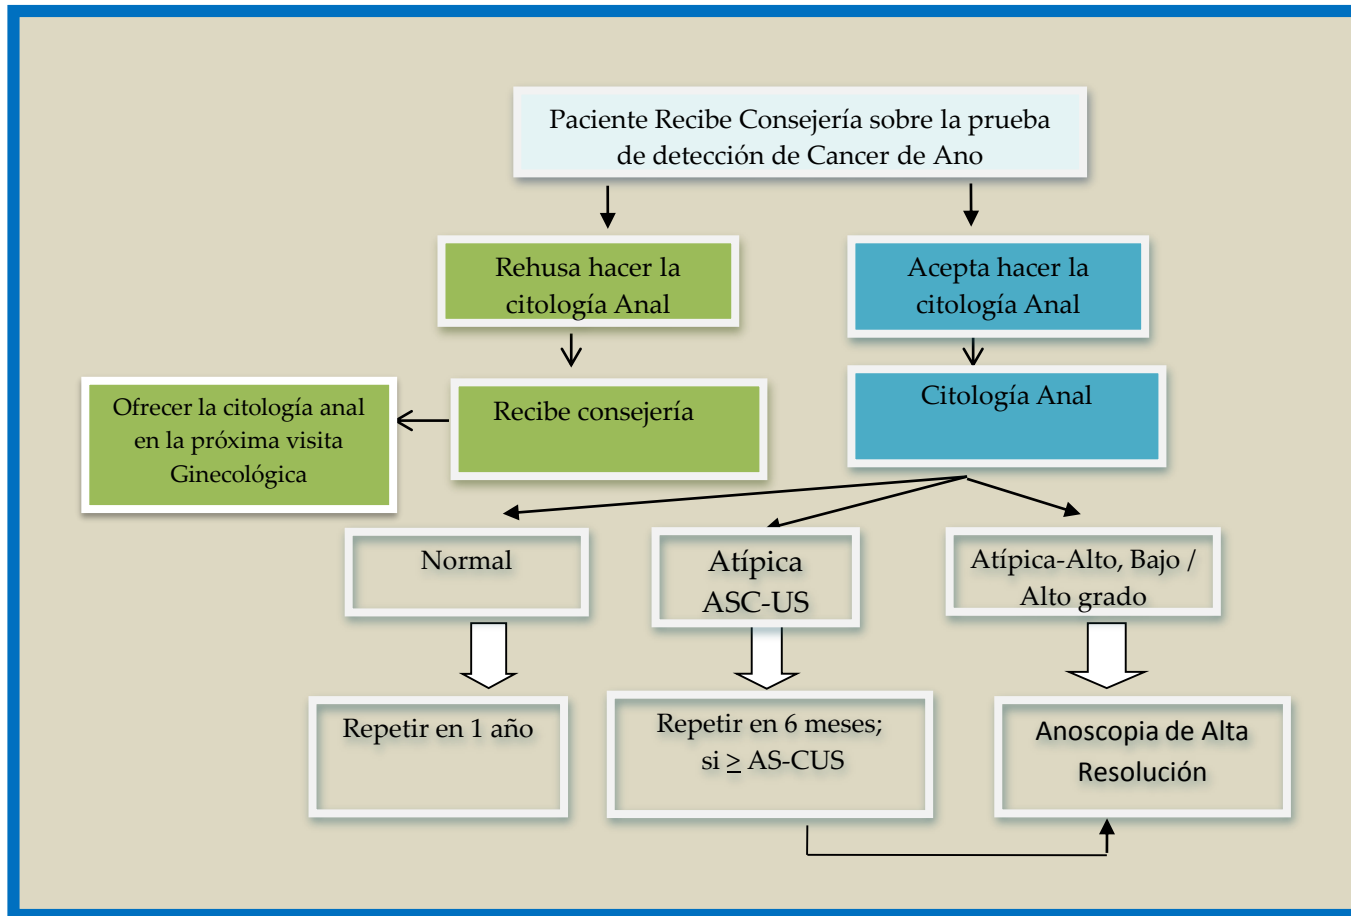 Paciente Recibe Consejería sobre la prueba
de detección de Cancer de Ano
Rehusa hacer la
citología Anal
Acepta hacer la
citología Anal
Ofrecer la citología anal
en la próxima visita
Ginecológica
Recibe consejería
Citología Anal
Normal
Atípica
ASC-US
Atípica-Alto, Bajo /
Alto grado
Repetir en 1 año
Repetir en 6 meses;
si ≥ AS-CUS
Anoscopia de Alta
Resolución